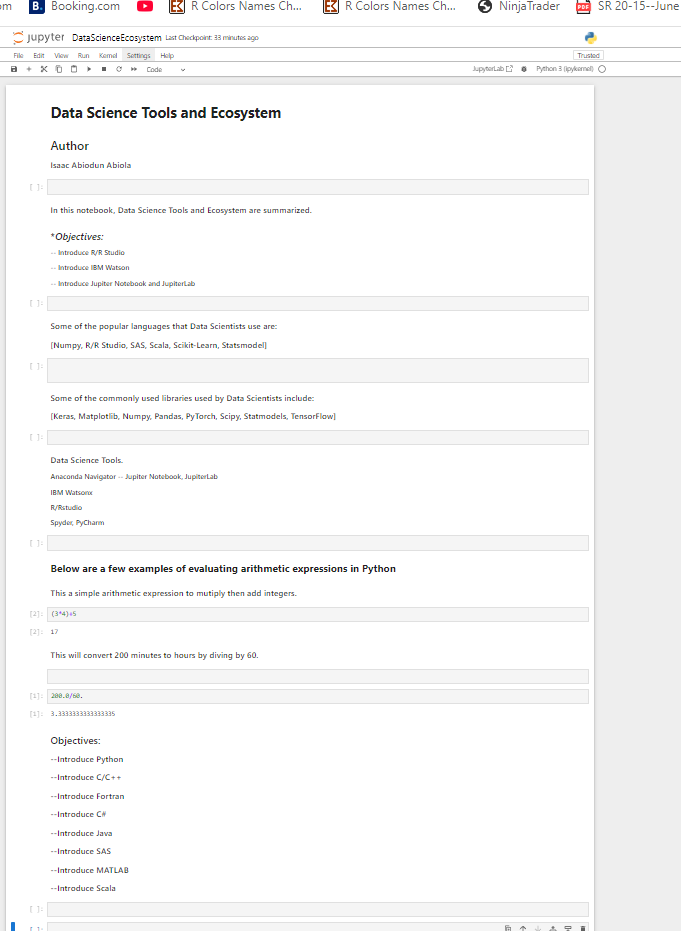 om B. Booking.com R Colors Names Ch... R Colors Names Ch... NinjaTrader PDF SR 20-15--June
jupyter DataScienceEcosystem Last Checkpoint: 33 minutes ago
File Edit View Run Kernel Settings Help Trusted
Code JupyterLab Python 3 (ipykernel)
Data Science Tools and Ecosystem
Author
Isaac Abiodun Abiola
[ ]:
In this notebook, Data Science Tools and Ecosystem are summarized.
*Objectives:
-- Introduce R/R Studio
-- Introduce IBM Watson
-- Introduce Jupiter Notebook and JupiterLab
[ ]:
Some of the popular languages that Data Scientists use are:
[Numpy, R/R Studio, SAS, Scala, Scikit-Learn, Statsmodel]
[ ]:
Some of the commonly used libraries used by Data Scientists include:
[Keras, Matplotlib, Numpy, Pandas, PyTorch, Scipy, Statmodels, TensorFlow]
[ ]:
Data Science Tools.
Anaconda Navigator -- Jupiter Notebook, JupiterLab
IBM Watsonx
R/Rstudio
Spyder, PyCharm
[ ]:
Below are a few examples of evaluating arithmetic expressions in Python
This a simple arithmetic expression to mutiply then add integers.
[2]: (3*4)+5
[2]: 17
This will convert 200 minutes to hours by diving by 60.
[1]: 200.0/60.
[1]: 3.3333333333333335
Objectives:
--Introduce Python
--Introduce C/C++
--Introduce Fortran
--Introduce C#
--Introduce Java
--Introduce SAS
--Introduce MATLAB
--Introduce Scala
[ ]:
[ ]: